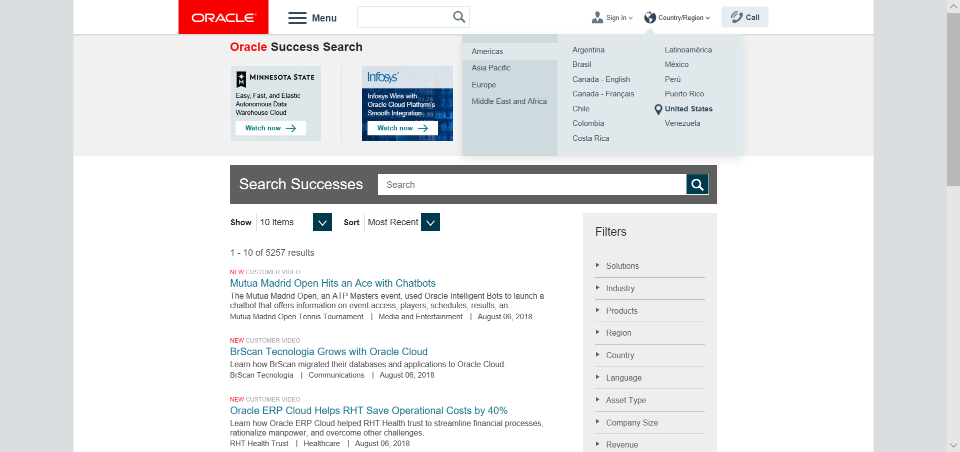 ORACLE
Menu
Sign In
Country/Region
Call
Oracle Success Search
MINNESOTA STATE
Easy, Fast, and Elastic
Autonomous Data
Warehouse Cloud
Watch now
Infosys
Infosys Wins with
Oracle Cloud Platform's
Smooth Integration
Watch now
Americas
Asia Pacific
Europe
Middle East and Africa
Argentina
Brasil
Canada - English
Canada - Français
Chile
Colombia
Costa Rica
Latinoamérica
México
Perú
Puerto Rico
United States
Venezuela
Search Successes
Search
Show 10 Items Sort Most Recent
1 - 10 of 5257 results
NEW CUSTOMER VIDEO
Mutua Madrid Open Hits an Ace with Chatbots
The Mutua Madrid Open, an ATP Masters event, used Oracle Intelligent Bots to launch a
chatbot that offers information on event access, players, schedules, results, an
Mutua Madrid Open Tennis Tournament | Media and Entertainment | August 06, 2018
NEW CUSTOMER VIDEO
BrScan Tecnologia Grows with Oracle Cloud
Learn how BrScan migrated their databases and applications to Oracle Cloud.
BrScan Tecnologia | Communications | August 06, 2018
NEW CUSTOMER VIDEO
Oracle ERP Cloud Helps RHT Save Operational Costs by 40%
Learn how Oracle ERP Cloud helped RHT Health trust to streamline financial processes,
rationalize manpower, and overcome other challenges.
RHT Health Trust | Healthcare | August 06, 2018
Filters
Solutions
Industry
Products
Region
Country
Language
Asset Type
Company Size
Revenue